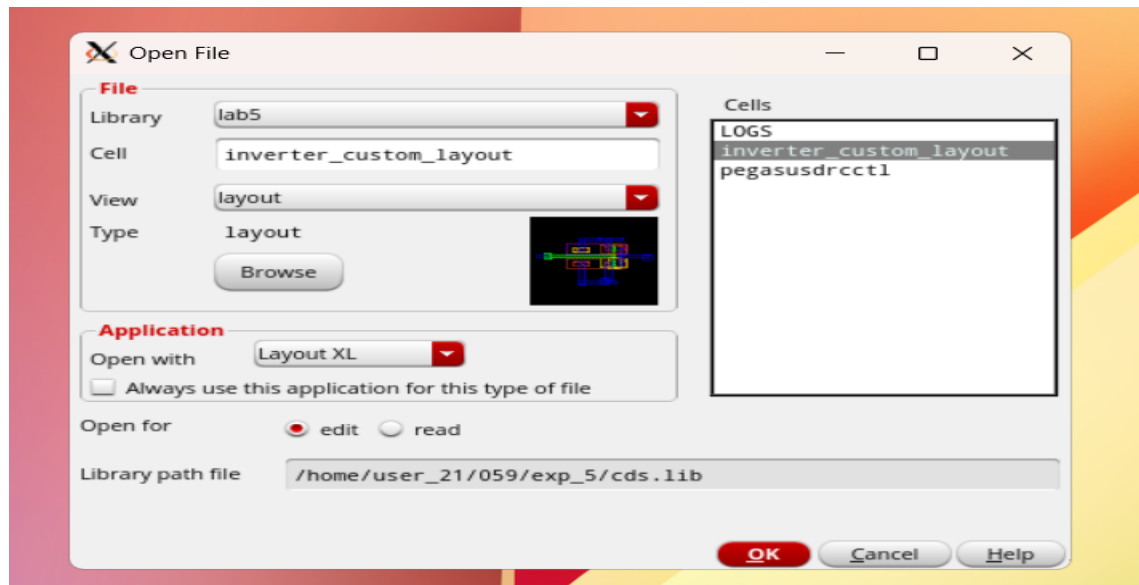 Open File
File
Library lab5
Cell inverter_custom_layout
View layout
Type layout
Browse
Application
Open with Layout XL
Always use this application for this type of file
Cells
LOGS
inverter_custom_layout
pegasusdrcctl
Open for edit read
Library path file /home/user_21/059/exp_5/cds.lib
OK Cancel Help